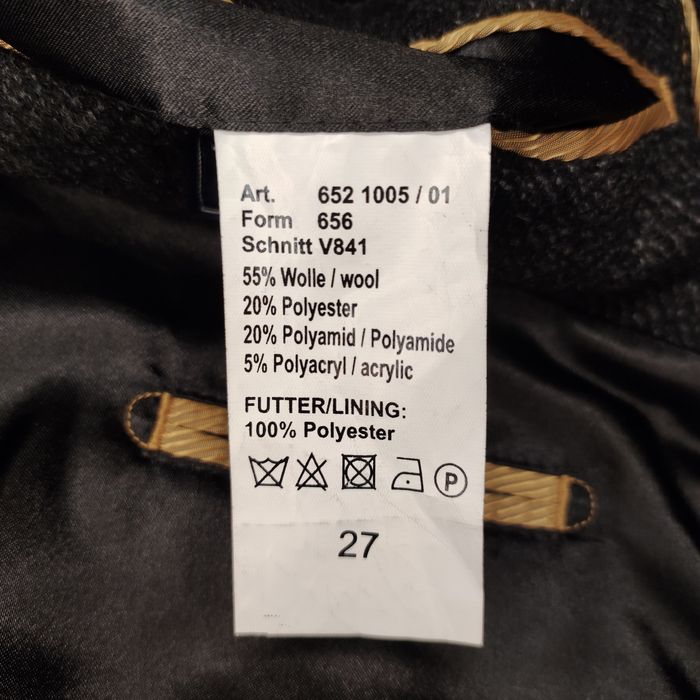 Art. 652 1005 / 01
Form 656
Schnitt V841
55% Wolle / wool
20% Polyester
20% Polyamid / Polyamide
5% Polyacryl / acrylic
FUTTER/LINING:
100% Polyester
P
27